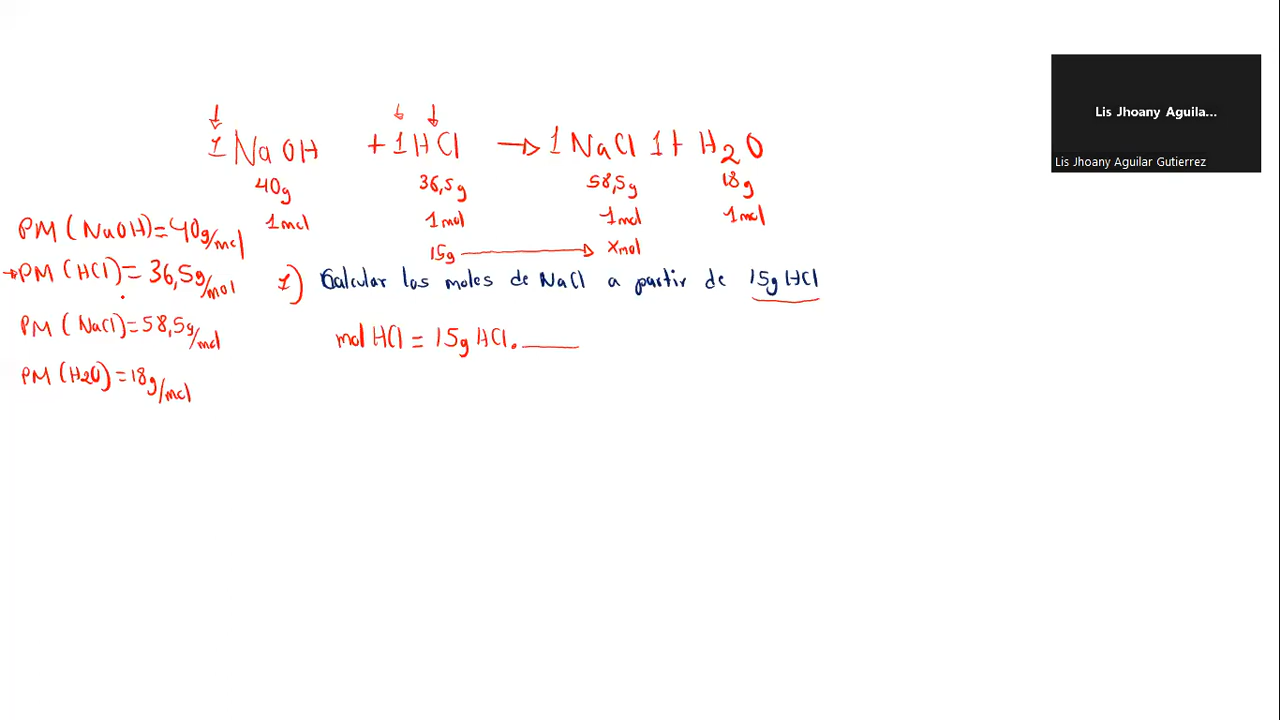 Lis Jhoany Aguila...
Lis Jhoany Aguilar Gutierrez
1 NaOH + 1 HCl → 1 NaCl 1 + H2O
40g 36,5g 58,5g 18g
1mol 1mol 1mol 1mol
15g → xmol
PM (NaOH) = 40g/mol
→ PM (HCl) = 36,5g/mol
PM (NaCl) = 58,5g/mol
PM (H2O) = 18g/mol
1) Calcular los moles de NaCl a partir de 15g HCl
mol HCl = 15g HCl. ____